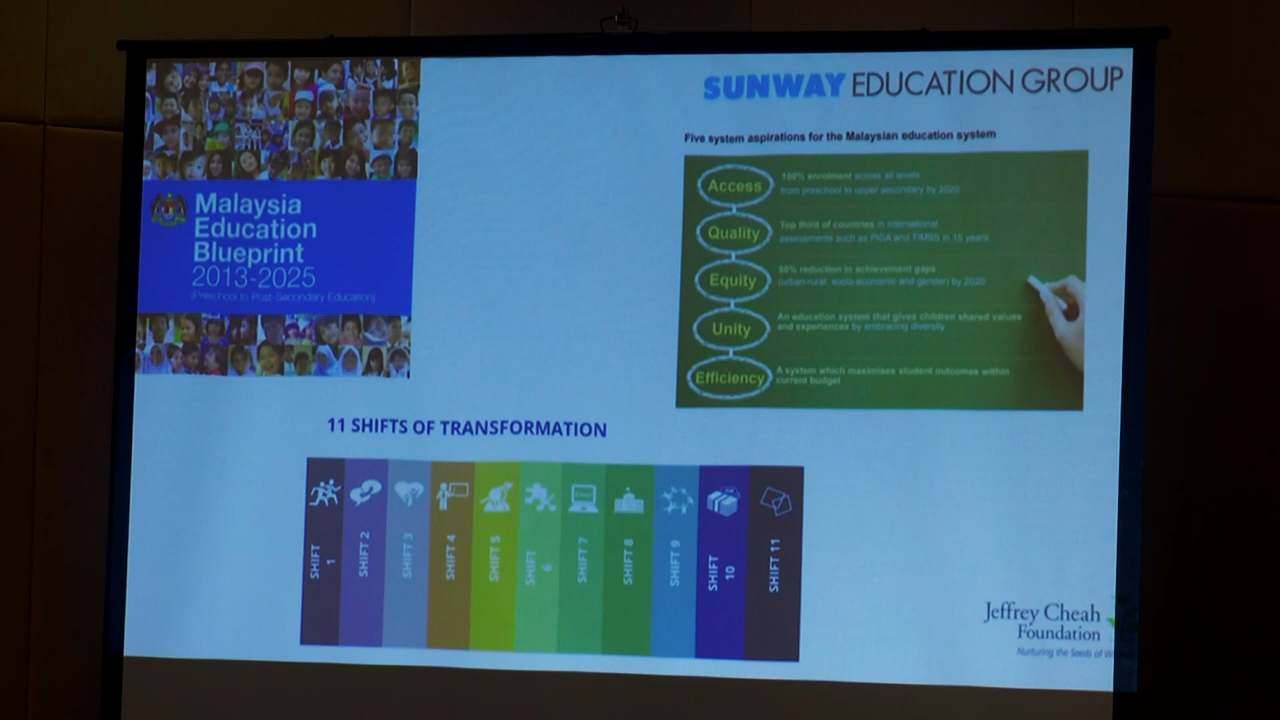 Malaysia
Education
Blueprint
2013-2025
(Preschool to Post-Secondary Education)
SUNWAY EDUCATION GROUP
Five system aspirations for the Malaysian education system
Access
100% enrolment across all levels
from preschool to upper secondary by 2020
Quality
Top third of countries in international
assessments such as PISA and TIMSS in 15 years
Equity
50% reduction in achievement gaps
(urban-rural, socio-economic and gender) by 2020
Unity
An education system that gives children shared values
and experiences by embracing diversity
Efficiency
A system which maximises student outcomes within
current budget
11 SHIFTS OF TRANSFORMATION
SHIFT 1
SHIFT 2
SHIFT 3
SHIFT 4
SHIFT 5
SHIFT 6
SHIFT 7
SHIFT 8
SHIFT 9
SHIFT 10
SHIFT 11
Jeffrey Cheah
Foundation
Nurturing the Seeds of